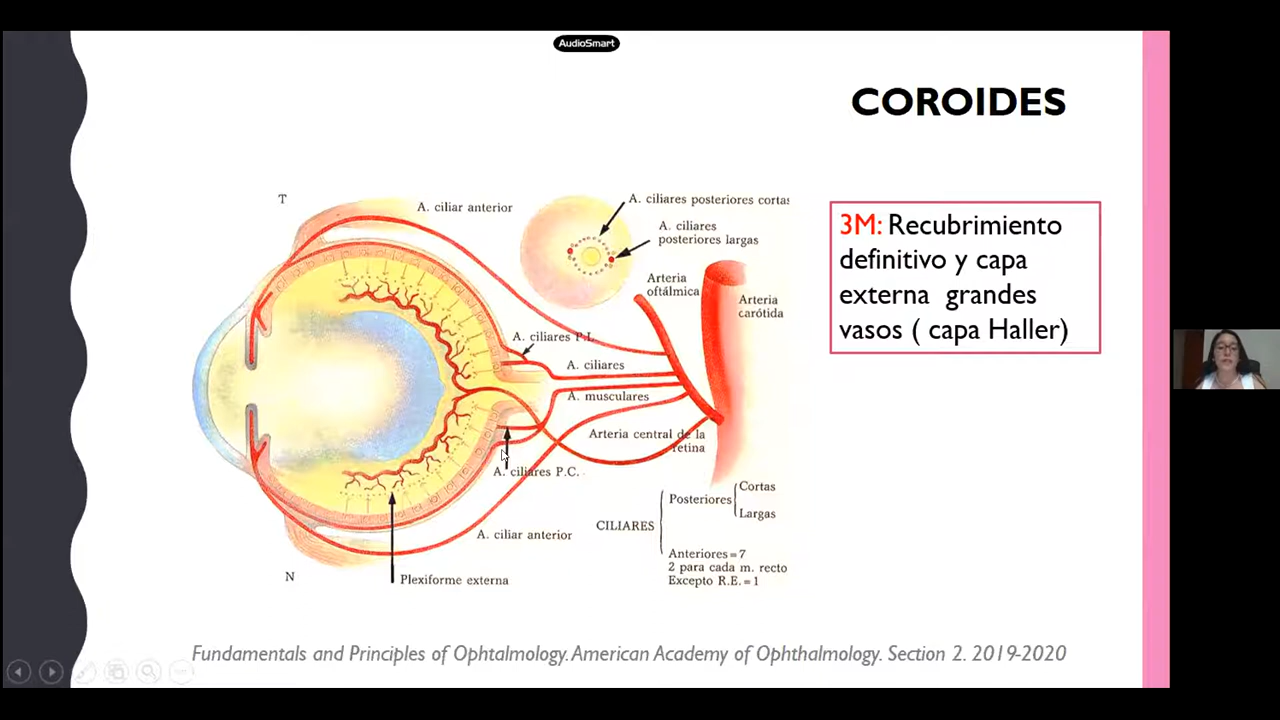 AudioSmart
COROIDES
T
A. ciliar anterior
A. ciliares posteriores cortas
A. ciliares
posteriores largas
Arteria
oftálmica
Arteria
carótida
3M: Recubrimiento
definitivo y capa
externa grandes
vasos ( capa Haller)
A. ciliares P.L
A. ciliares
A. musculares
Arteria central de la
retina
A. ciliares P.C.
A. ciliar anterior
CILIARES
Posteriores
Cortas
Largas
Anteriores = 7
2 para cada m. recto
Excepto R.E. = 1
N
Plexiforme externa
Fundamentals and Principles of Ophtalmology. American Academy of Ophthalmology. Section 2. 2019-2020